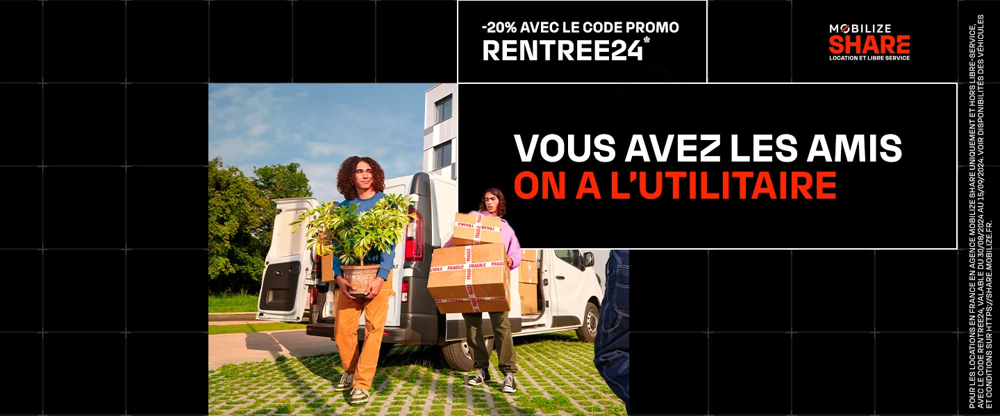 -20% AVEC LE CODE PROMO
RENTREE24*
MOBILIZE
SHARE
LOCATION ET LIBRE SERVICE
VOUS AVEZ LES AMIS
ON A L'UTILITAIRE
FRAGILE FRAGILE
FRAGILE FRAGILE FRAGILE
POUR LES LOCATIONS EN FRANCE EN AGENCE MOBILIZE SHARE UNIQUEMENT ET HORS LIBRE-SERVICE,
AVEC LE CODE RENTREE24, VALABLE DU 30/08/2024 AU 15/09/2024. VOIR DISPONIBILITÉS DES VÉHICULES
ET CONDITIONS SUR HTTPS://SHARE.MOBILIZE.FR.